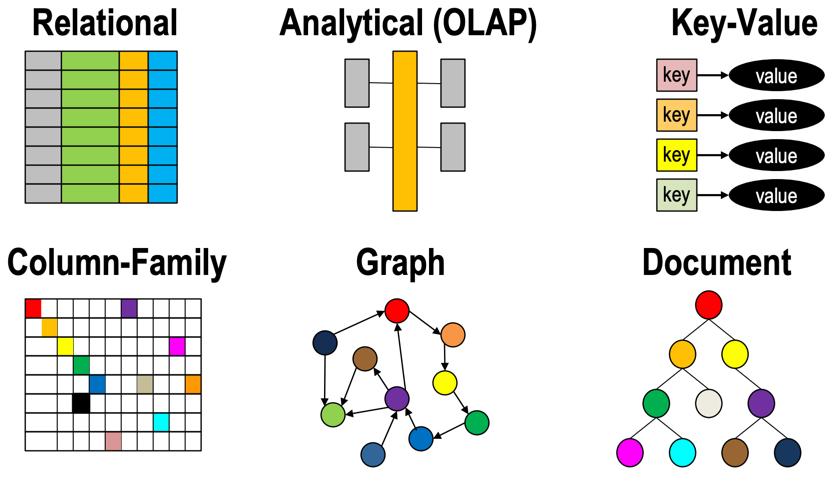 Relational
Analytical (OLAP)
Key-Value
key value
key value
key value
key value
Column-Family
Graph
Document